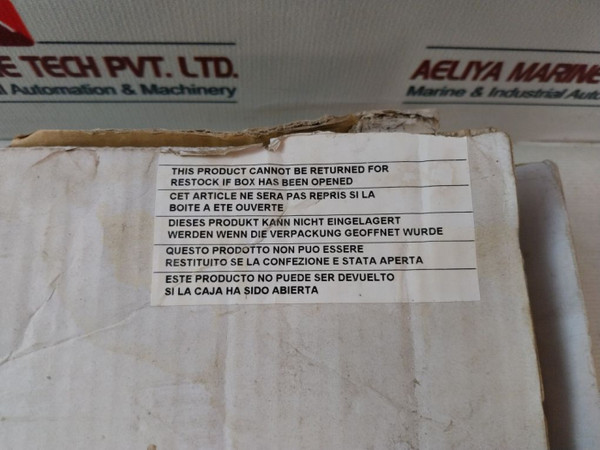 NE TECH PVT. LTD.
l Automation & Machinery
AELIYA MARINE
Marine & Industrial Auto
THIS PRODUCT CANNOT BE RETURNED FOR
RESTOCK IF BOX HAS BEEN OPENED
CET ARTICLE NE SERA PAS REPRIS SI LA
BOITE A ETE OUVERTE
DIESES PRODUKT KANN NICHT EINGELAGERT
WERDEN WENN DIE VERPACKUNG GEOFFNET WURDE
QUESTO PRODOTTO NON PUO ESSERE
RESTITUITO SE LA CONFEZIONE E STATA APERTA
ESTE PRODUCTO NO PUEDE SER DEVUELTO
SI LA CAJA HA SIDO ABIERTA